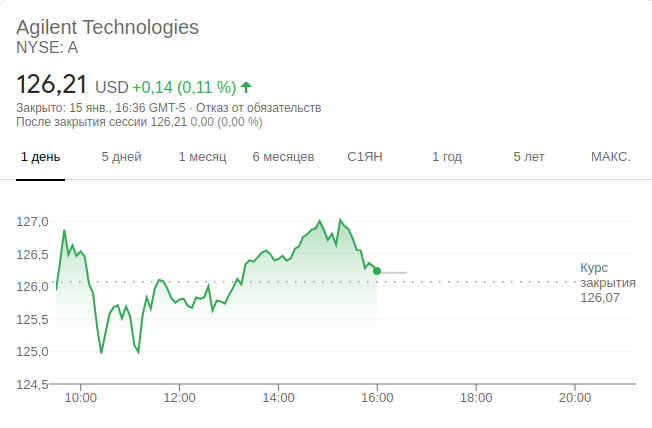 Agilent Technologies
NYSE: A
126,21 USD +0,14 (0,11 %)
Закрыто: 15 янв., 16:36 GMT-5 · Отказ от обязательств
После закрытия сессии 126,21 0,00 (0,00 %)
1 день 5 дней 1 месяц 6 месяцев С1ЯН 1 год 5 лет МАКС.
127,0
126,5
126,0
125,5
125,0
124,5
Курс
закрытия
126,07
10:00 12:00 14:00 16:00 18:00 20:00